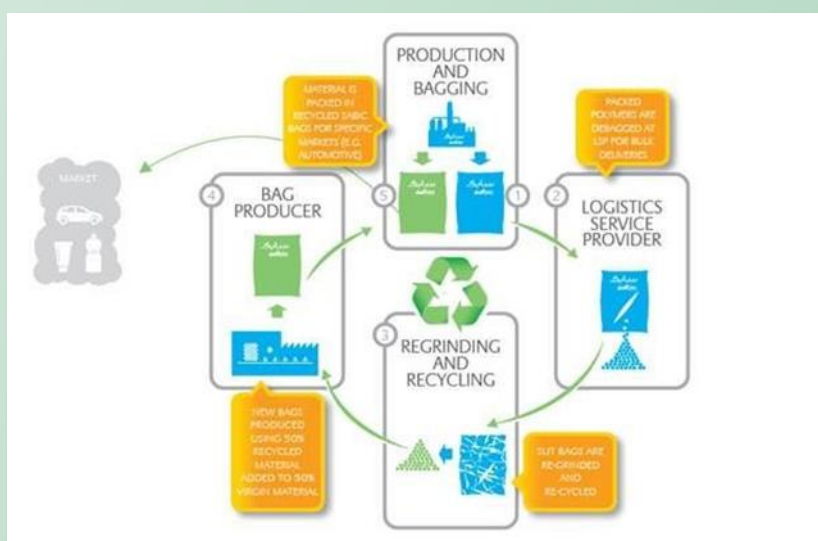 PRODUCTION
AND
BAGGING
MATERIAL IS
PACKED IN
RECYCLED SABIC
BAGS FOR SPECIFIC
MARKETS (E.G.
AUTOMOTIVE)
PACKED
POLYMERS ARE
DEBAGGED AT
LSP FOR BULK
DELIVERIES
MARKET
4
BAG
PRODUCER
5
1
2
LOGISTICS
SERVICE
PROVIDER
3
REGRINDING
AND
RECYCLING
NEW BAGS
PRODUCED
USING 50%
RECYCLED
MATERIAL
ADDED TO 50%
VIRGIN MATERIAL
SLIT BAGS ARE
RE-GRINDED
AND
RE-CYCLED